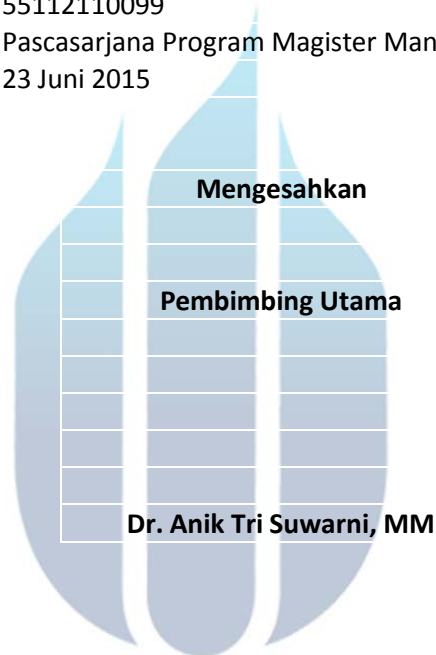 55112110099
Pascasarjana Program Magister Man
23 Juni 2015
Mengesahkan
Pembimbing Utama
Dr. Anik Tri Suwarni, MM